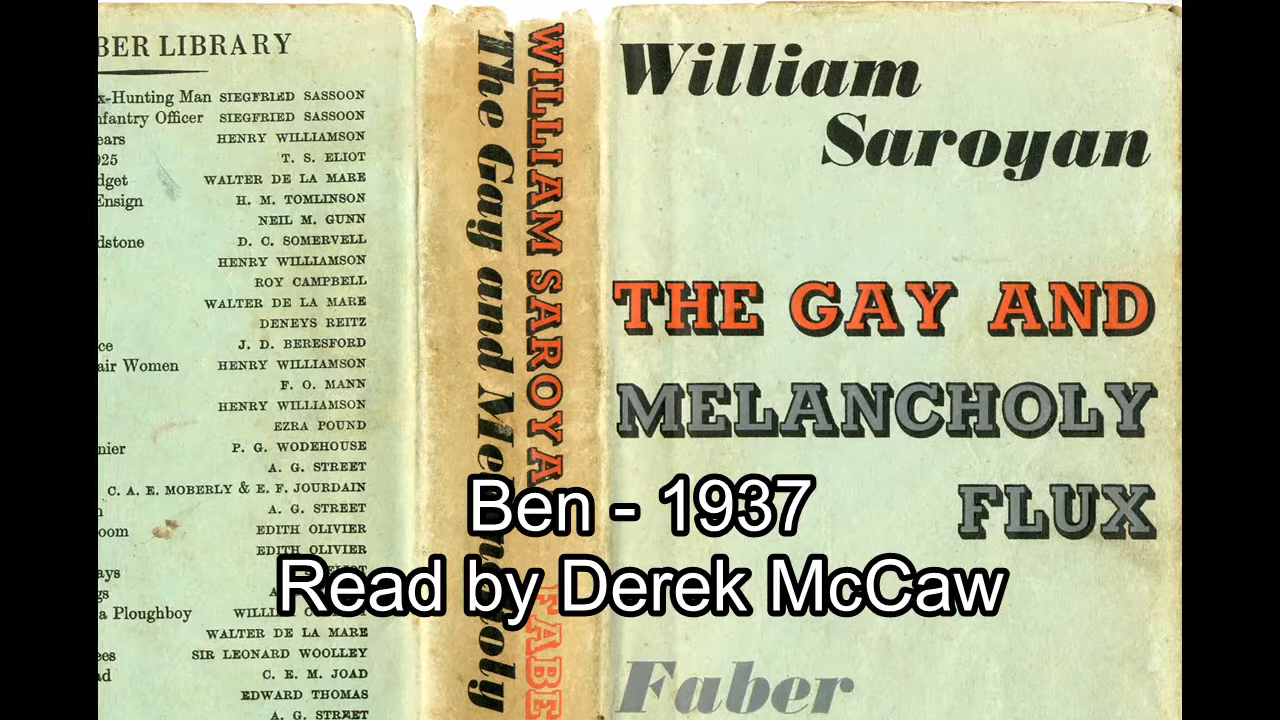 BER LIBRARY
x-Hunting Man SIEGFRIED SASSOON
nfantry Officer SIEGFRIED SASSOON
ears HENRY WILLIAMSON
925 T. S. ELIOT
dget WALTER DE LA MARE
Ensign H. M. TOMLINSON
NEIL M. GUNN
dstone D. C. SOMERVELL
HENRY WILLIAMSON
ROY CAMPBELL
WALTER DE LA MARE
DENEYS REITZ
ce J. D. BERESFORD
air Women HENRY WILLIAMSON
F. O. MANN
HENRY WILLIAMSON
EZRA POUND
nier P. G. WODEHOUSE
A. G. STREET
C. A. E. MOBERLY & E. F. JOURDAIN
A. G. STREET
oom EDITH OLIVIER
EDITH OLIVIER
ays
gs
a Ploughboy
WALTER DE LA MARE
ees SIR LEONARD WOOLLEY
ad C. E. M. JOAD
EDWARD THOMAS
A. G. STREET
WILLIAM SAROYA
The Gay and Melancholy
FABE
William
Saroyan
THE GAY AND
MELANCHOLY
FLUX
Faber
Ben - 1937
Read by Derek McCaw